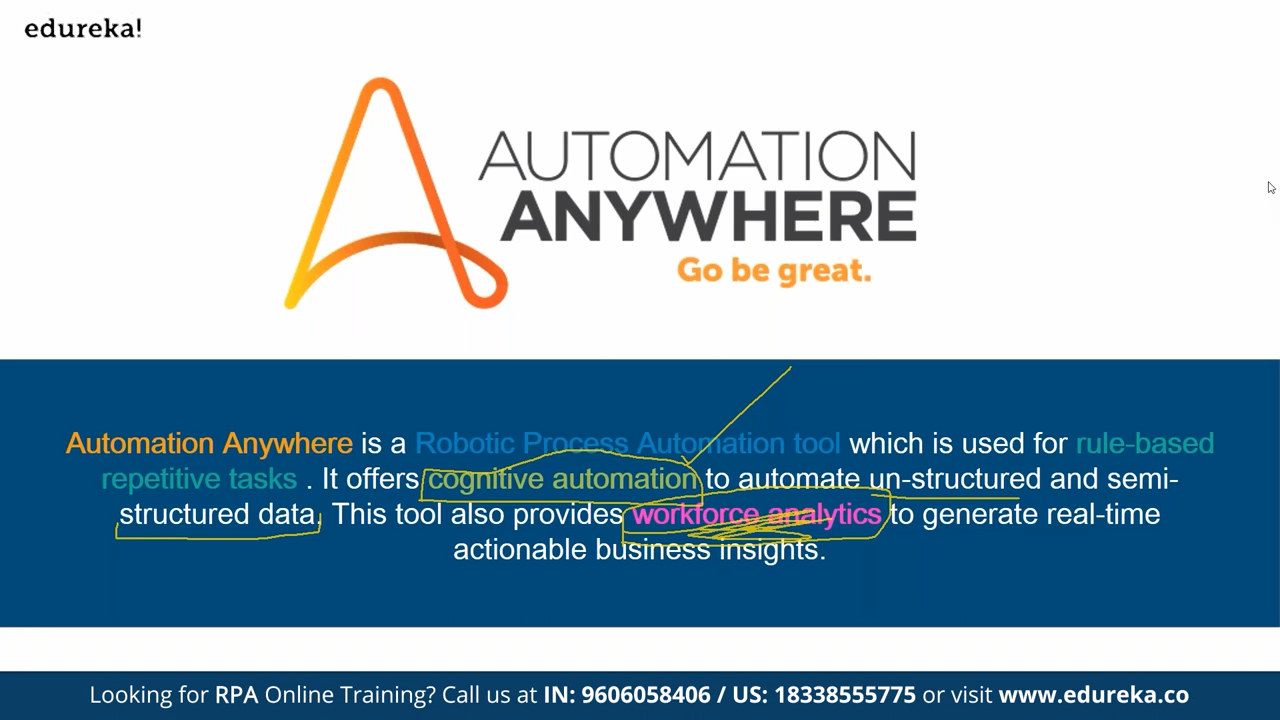 edureka!
AUTOMATION
ANYWHERE
Go be great.
Automation Anywhere is a Robotic Process Automation tool which is used for rule-based
repetitive tasks . It offers cognitive automation to automate un-structured and semi-
structured data. This tool also provides workforce analytics to generate real-time
actionable business insights.
Looking for RPA Online Training? Call us at IN: 9606058406 / US: 18338555775 or visit www.edureka.co